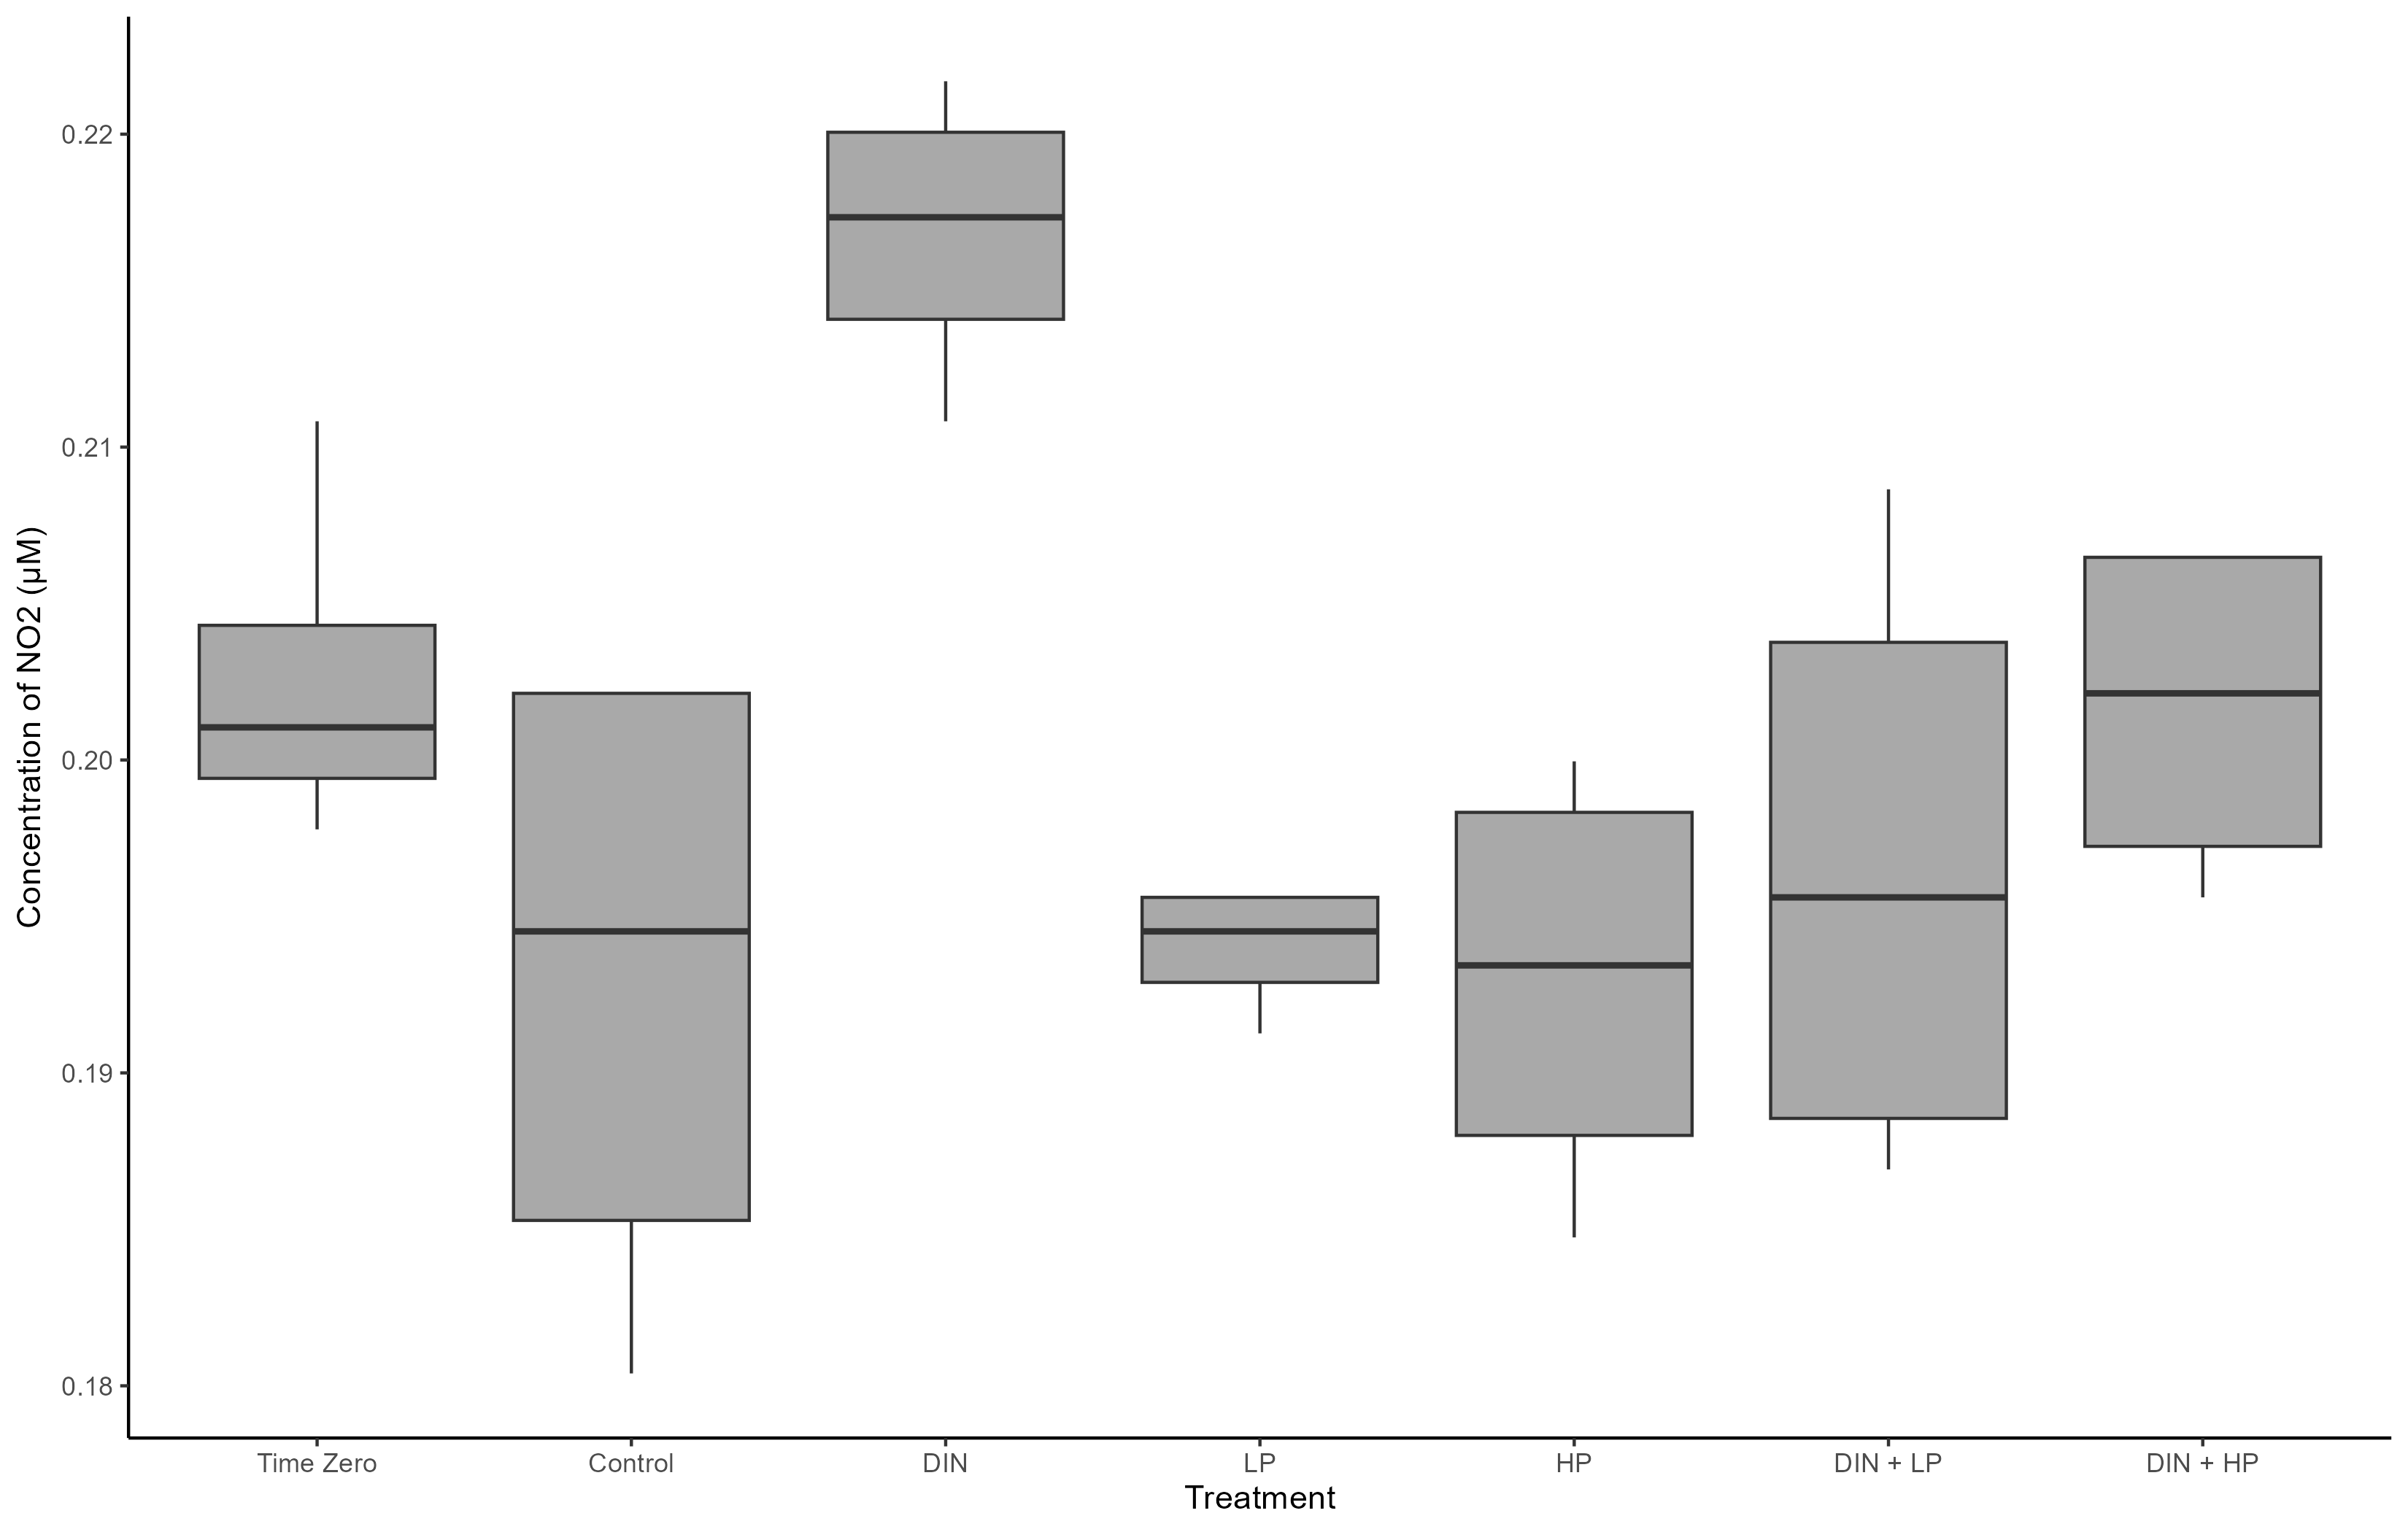 Concentration of NO2 (µM)
0.22
0.21
0.20
0.19
0.18
Time Zero
Control
DIN
LP
HP
DIN + LP
DIN + HP
Treatment